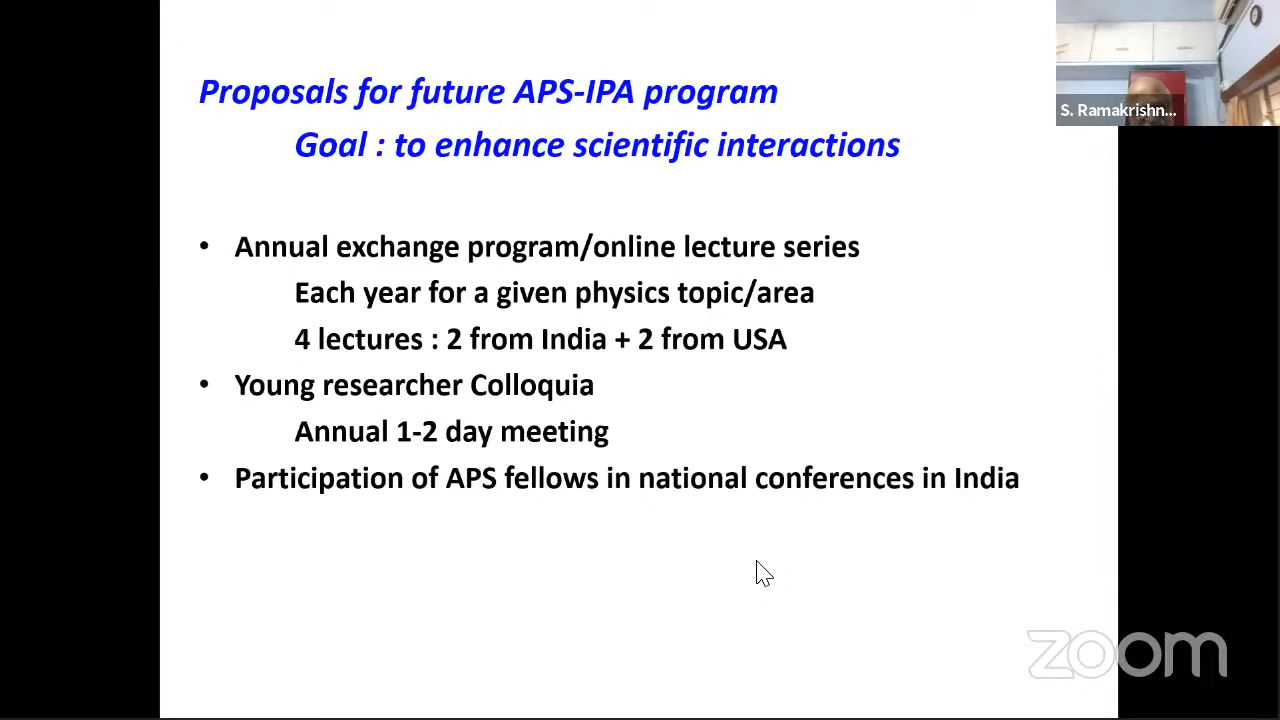 Proposals for future APS-IPA program
Goal : to enhance scientific interactions
• Annual exchange program/online lecture series
Each year for a given physics topic/area
4 lectures : 2 from India + 2 from USA
• Young researcher Colloquia
Annual 1-2 day meeting
• Participation of APS fellows in national conferences in India
S. Ramakrishn...
zoom